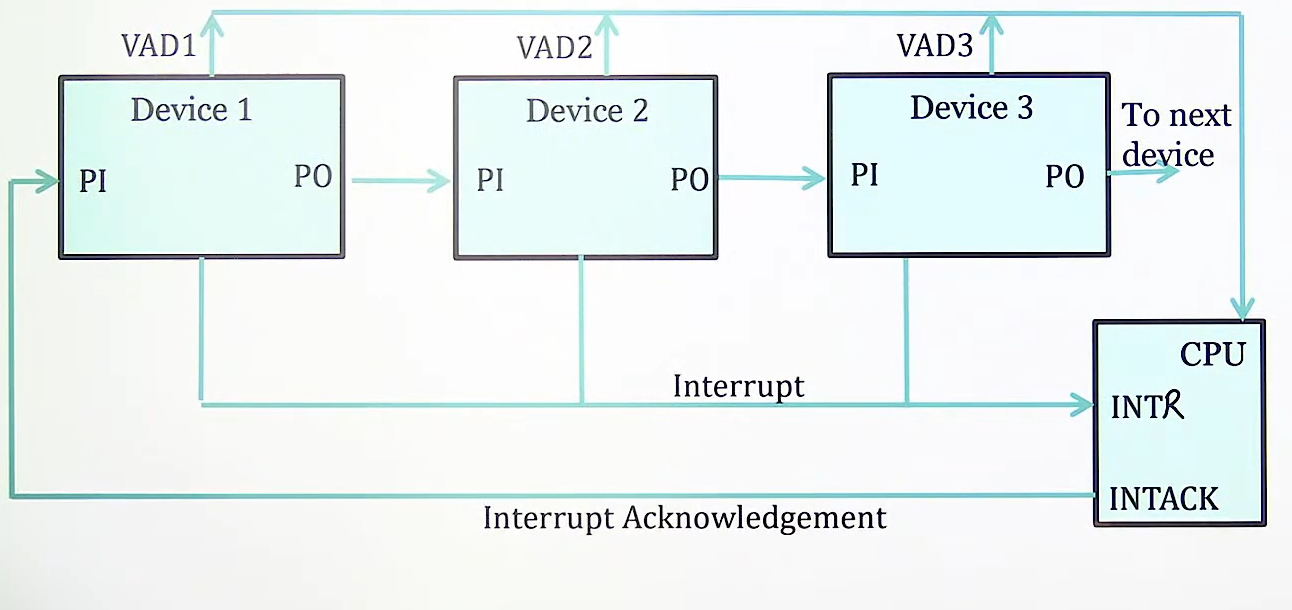 VAD1
VAD2
VAD3
Device 1
Device 2
Device 3
To next
device
PI
PO
PI
PO
PI
PO
CPU
Interrupt
INTR
INTACK
Interrupt Acknowledgement